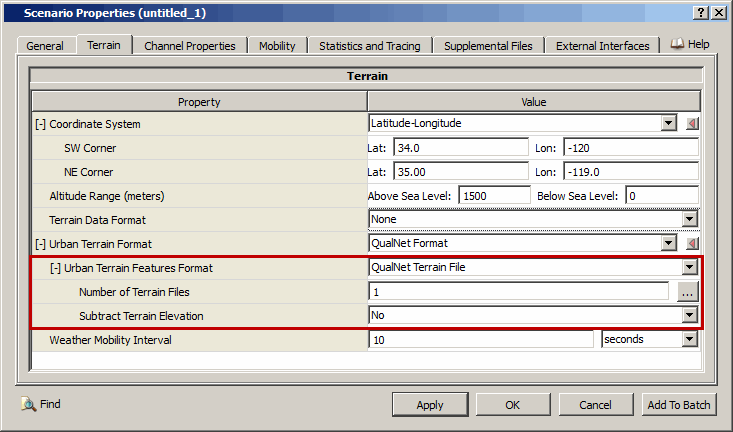 Scenario Properties (untitled_1)
General Terrain Channel Properties Mobility Statistics and Tracing Supplemental Files External Interfaces Help
Terrain
Property Value
[-] Coordinate System Latitude-Longitude
SW Corner Lat: 34.0 Lon: -120
NE Corner Lat: 35.00 Lon: -119.0
Altitude Range (meters) Above Sea Level: 1500 Below Sea Level: 0
Terrain Data Format None
[-] Urban Terrain Format QualNet Format
[-] Urban Terrain Features Format QualNet Terrain File
Number of Terrain Files 1 ...
Subtract Terrain Elevation No
Weather Mobility Interval 10 seconds
Find Apply OK Cancel Add To Batch